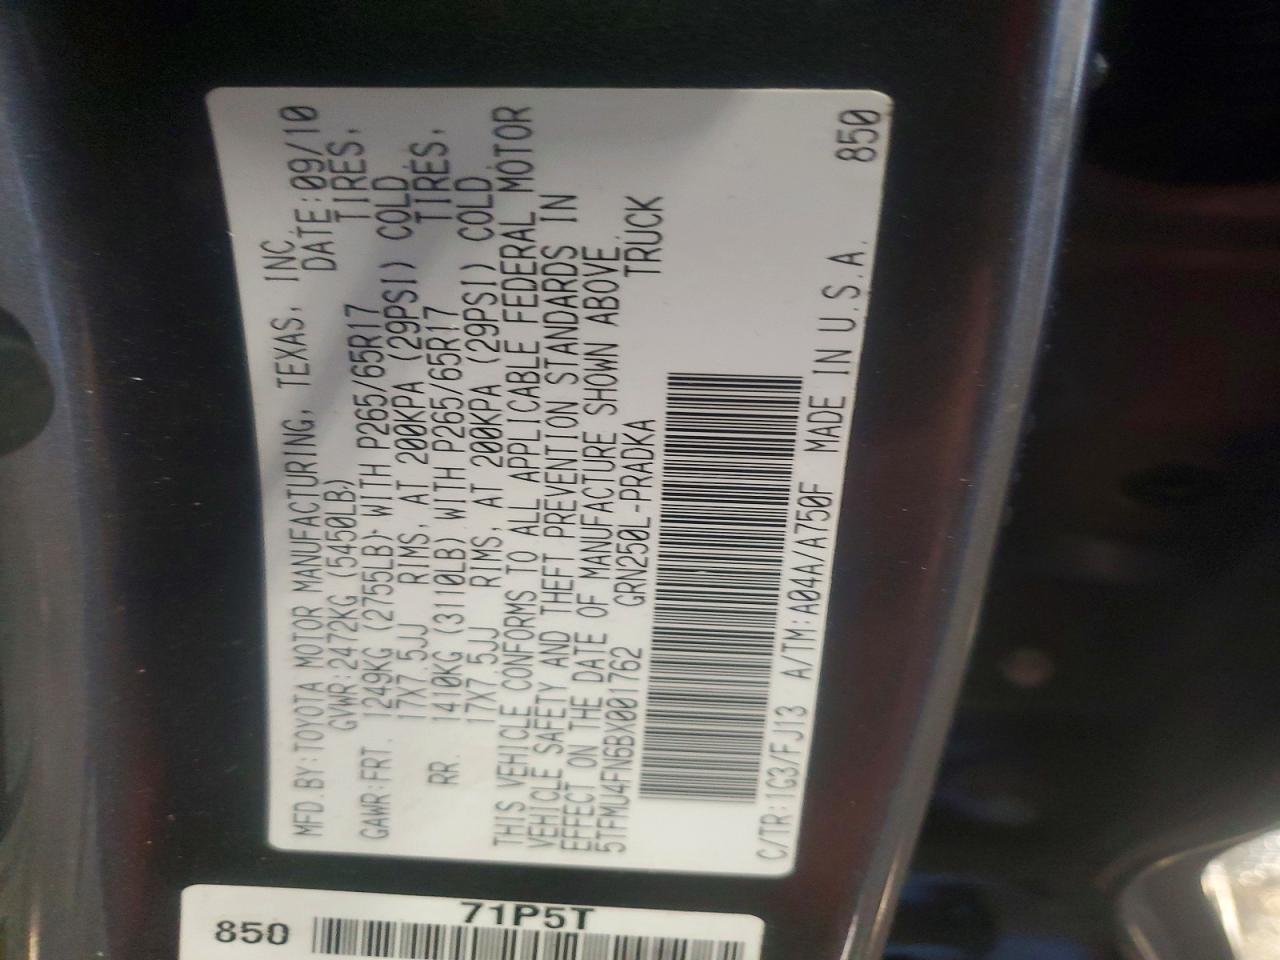 MFD.BY:TOYOTA MOTOR MANUFACTURING, TEXAS, INC.
GVWR:2472KG (5450LB) DATE:09/10
GAWR:FRT. 1249KG (2755LB) WITH P265/65R17 TIRES,
17X7.5JJ RIMS, AT 200KPA (29PSI) COLD
RR. 1410KG (3110LB) WITH P265/65R17 TIRES,
17X7.5JJ RIMS, AT 200KPA (29PSI) COLD
THIS VEHICLE CONFORMS TO ALL APPLICABLE FEDERAL MOTOR
VEHICLE SAFETY AND THEFT PREVENTION STANDARDS IN
EFFECT ON THE DATE OF MANUFACTURE SHOWN ABOVE.
5TFMU4FN6BX001762 GRN250L-PRADKA TRUCK
C/TR:1G3/FJ13 A/TM:A04A/A750F MADE IN U.S.A. 850
71P5T
850